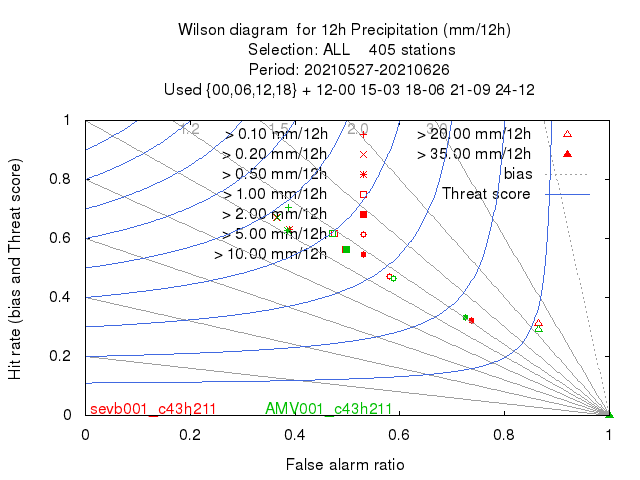 Wilson diagram  for 12h Precipitation (mm/12h)
Selection: ALL    405 stations
Period: 20210527-20210626
Used {00,06,12,18} + 12-00 15-03 18-06 21-09 24-12
1.2 1.5 2.0 3.0
> 0.10 mm/12h
> 0.20 mm/12h
> 0.50 mm/12h
> 1.00 mm/12h
> 2.00 mm/12h
> 5.00 mm/12h
> 10.00 mm/12h
> 20.00 mm/12h
> 35.00 mm/12h
bias
Threat score
Hit rate (bias and Threat score)
1
0.8
0.6
0.4
0.2
0
sevb001_c43h211 AMV001_c43h211
0 0.2 0.4 0.6 0.8 1
False alarm ratio